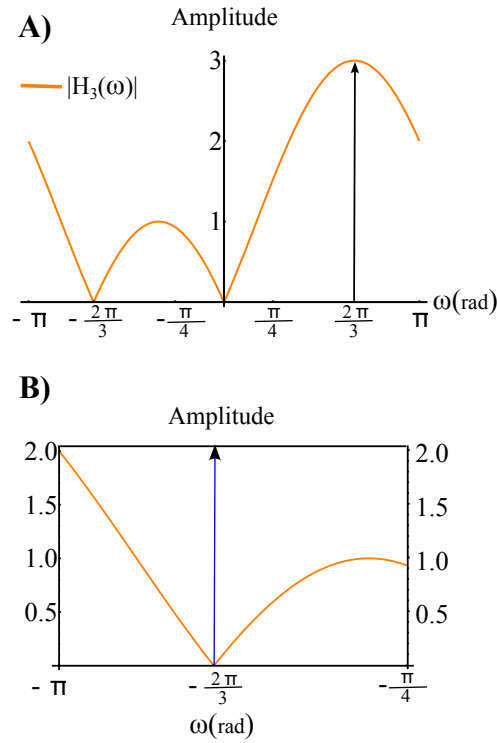 A)
Amplitude
|H₃(ω)|
3
2
1
ω(rad)
- π
- 2π/3
-π/4
π/4
2π/3
π
B)
Amplitude
2.0
2.0
1.5
1.5
1.0
1.0
0.5
0.5
- π
- 2π/3
-π/4
ω(rad)